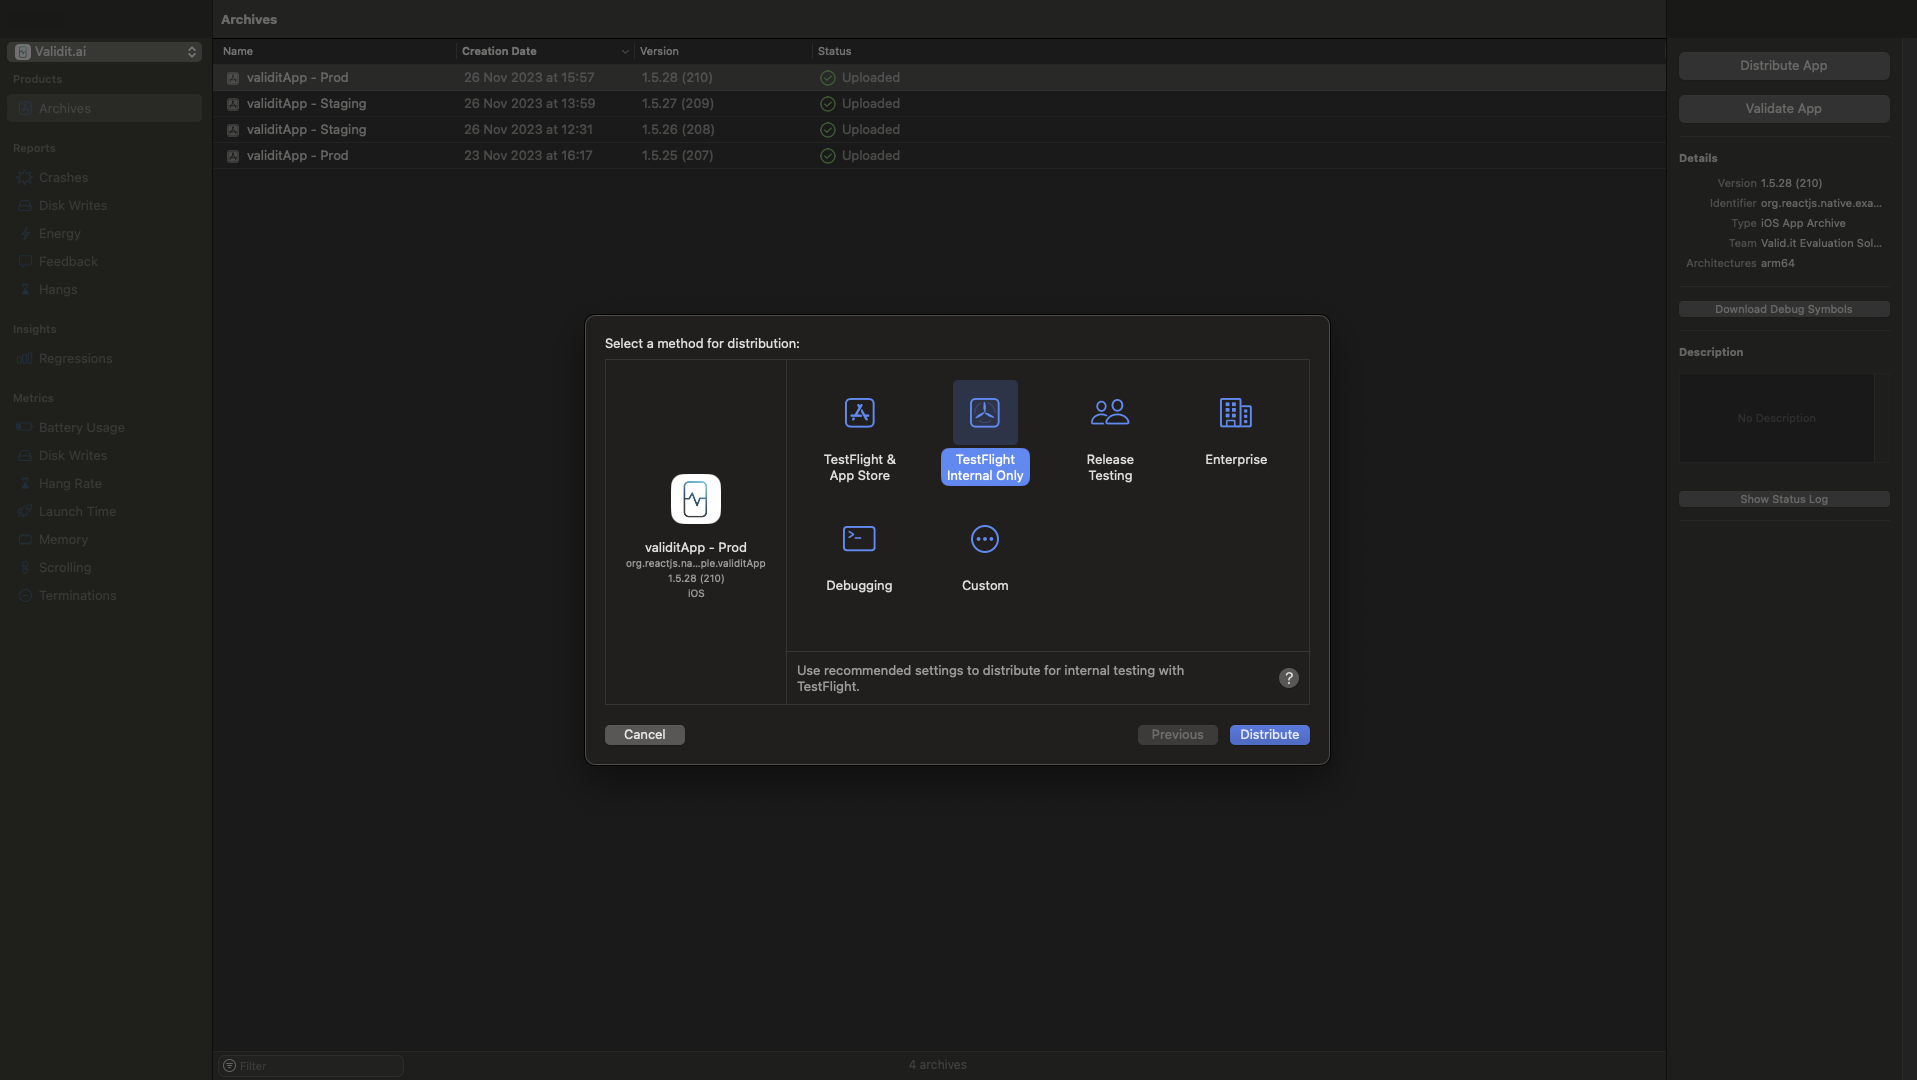 Validit.ai
Products
Archives
Reports
Crashes
Disk Writes
Energy
Feedback
Hangs
Insights
Regressions
Metrics
Battery Usage
Disk Writes
Hang Rate
Launch Time
Memory
Scrolling
Terminations
Archives
Name Creation Date Version Status
validitApp - Prod 26 Nov 2023 at 15:57 1.5.28 (210) Uploaded
validitApp - Staging 26 Nov 2023 at 13:59 1.5.27 (209) Uploaded
validitApp - Staging 26 Nov 2023 at 12:31 1.5.26 (208) Uploaded
validitApp - Prod 23 Nov 2023 at 16:17 1.5.25 (207) Uploaded
Select a method for distribution:
validitApp - Prod
org.reactjs.na...ple.validitApp
1.5.28 (210)
iOS
TestFlight &
App Store
TestFlight
Internal Only
Release
Testing
Enterprise
Debugging
Custom
Use recommended settings to distribute for internal testing with
TestFlight.
?
Cancel Previous Distribute
Filter
4 archives
Distribute App
Validate App
Details
Version 1.5.28 (210)
Identifier org.reactjs.native.exa...
Type iOS App Archive
Team Valid.it Evaluation Sol...
Architectures arm64
Download Debug Symbols
Description
No Description
Show Status Log